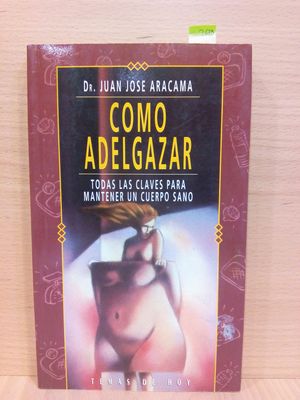 Dr. JUAN JOSE ARACAMA
COMO
ADELGAZAR
TODAS LAS CLAVES PARA
MANTENER UN CUERPO SANO
TEMAS DE HOY